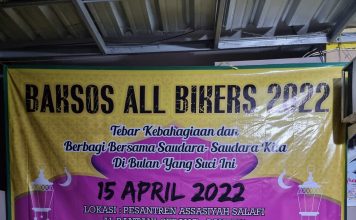 BAKSOS ALL BIKERS 2022
Tebar Kebahagiaan dan
Berbagi Bersama Saudara- Saudara Kita
Di Bulan Yang Suci Ini
15 APRIL 2022
LOKASI : PESANTREN ASSASIYAH SALAFI